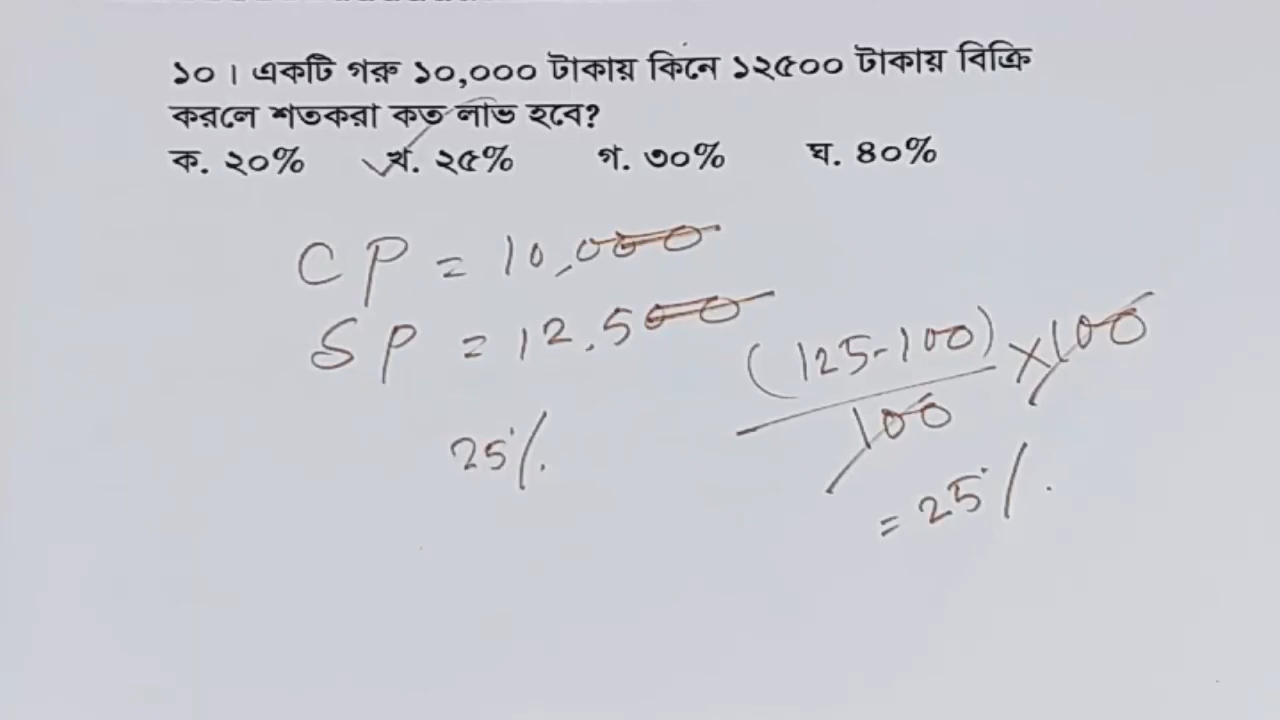 ১০। একটি গরু ১০,০০০ টাকায় কিনে ১২৫০০ টাকায় বিক্রি
করলে শতকরা কত লাভ হবে?
ক. ২০% খ. ২৫% গ. ৩০% ঘ. ৪০%
CP = 10,000
SP = 12,500
(125-100)
100
×100
25%
= 25%